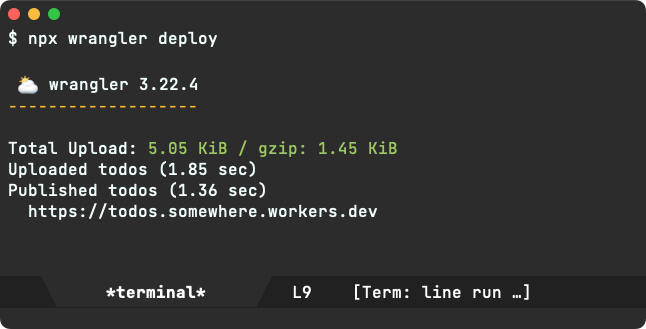 $ npx wrangler deploy
⛅ wrangler 3.22.4
-------------------
Total Upload: 5.05 KiB / gzip: 1.45 KiB
Uploaded todos (1.85 sec)
Published todos (1.36 sec)
https://todos.somewhere.workers.dev
*terminal* L9 [Term: line run …]